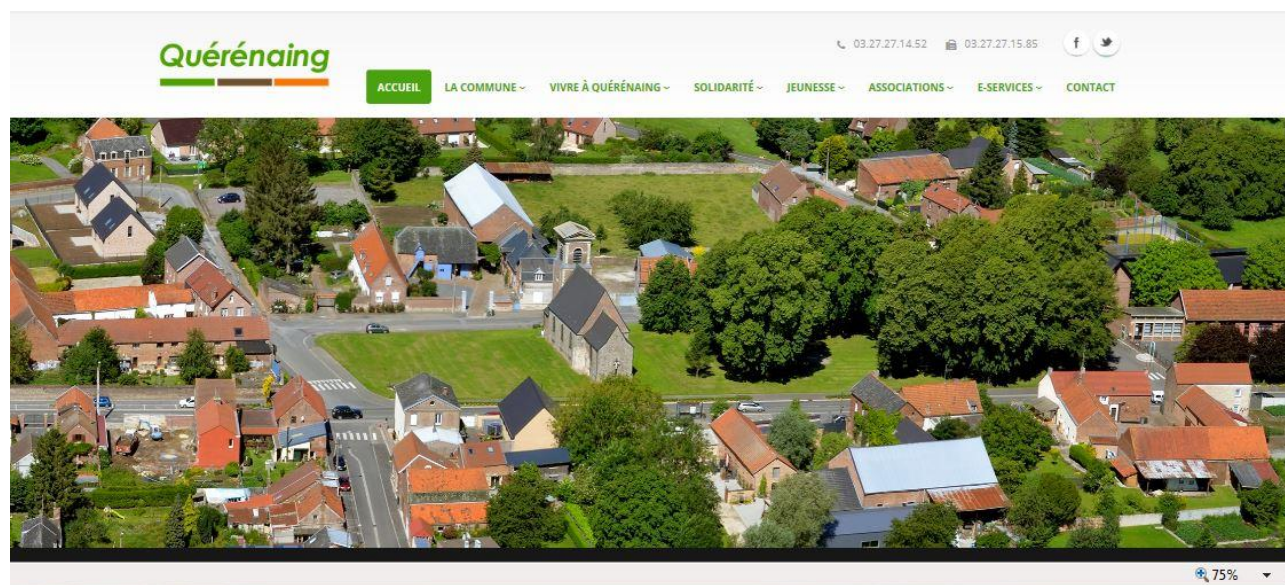 Quérénaing
03.27.27.14.52 03.27.27.15.85
ACCUEIL LA COMMUNE VIVRE À QUÉRÉNAING SOLIDARITÉ JEUNESSE ASSOCIATIONS E-SERVICES CONTACT
75%